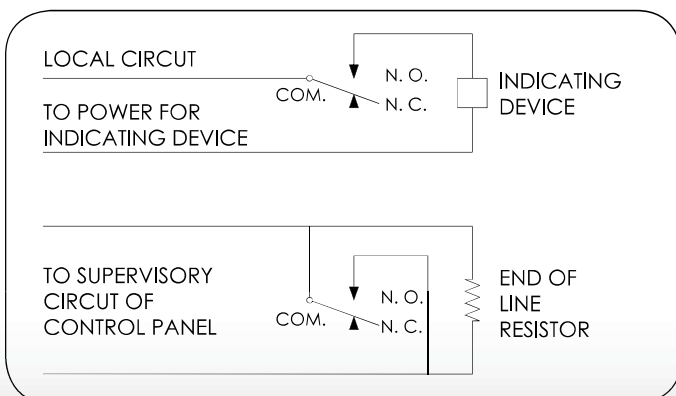 LOCAL CIRCUT
N. O.
COM.
N. C.
INDICATING
DEVICE
TO POWER FOR
INDICATING DEVICE
TO SUPERVISORY
CIRCUT OF
CONTROL PANEL
N. O.
COM.
N. C.
END OF
LINE
RESISTOR